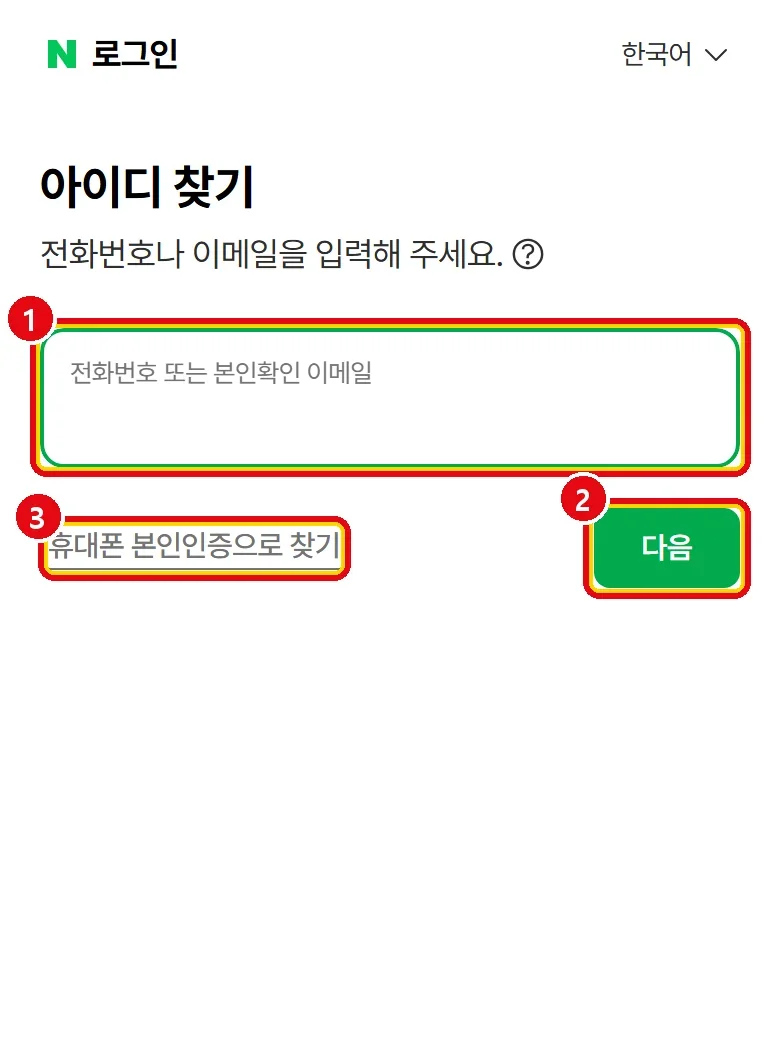 N 로그인
한국어
아이디 찾기
전화번호나 이메일을 입력해 주세요. ?
1
전화번호 또는 본인확인 이메일
2
3
휴대폰 본인인증으로 찾기
다음